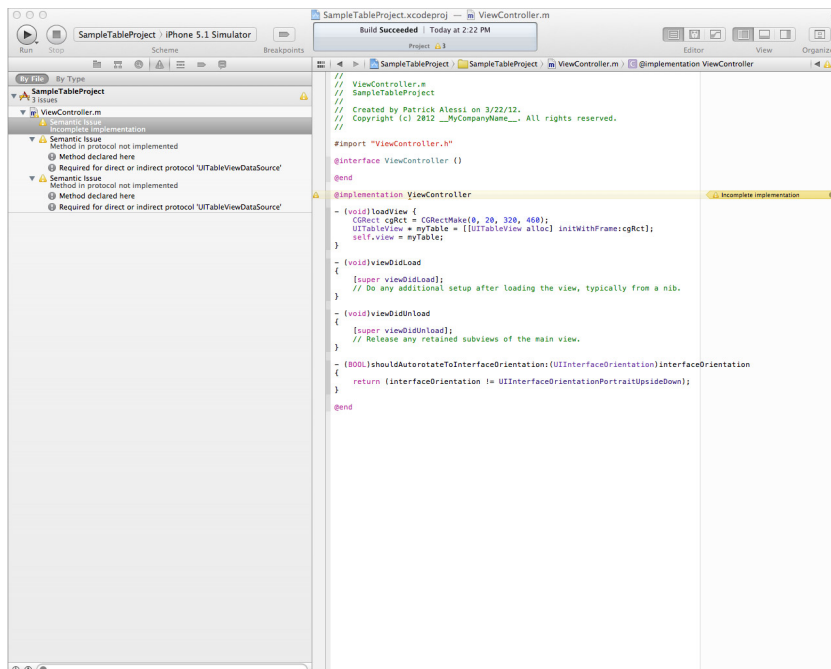 SampleTableProject.xcodeproj — ViewController.m
Run Stop
SampleTableProject 〉 iPhone 5.1 Simulator
Scheme
Breakpoints
Build Succeeded | Today at 2:22 PM
Project 3
Editor
View
Organiz
By File By Type
SampleTableProject
3 issues
ViewController.m
Semantic Issue
Incomplete implementation
Semantic Issue
Method in protocol not implemented
Method declared here
Required for direct or indirect protocol 'UITableViewDataSource'
Semantic Issue
Method in protocol not implemented
Method declared here
Required for direct or indirect protocol 'UITableViewDataSource'
SampleTableProject 〉 SampleTableProject 〉 ViewController.m 〉 @implementation ViewController
//
// ViewController.m
// SampleTableProject
//
// Created by Patrick Alessi on 3/22/12.
// Copyright (c) 2012 __MyCompanyName__. All rights reserved.
//
#import "ViewController.h"
@interface ViewController ()
@end
@implementation ViewController
Incomplete implementation
- (void)loadView {
CGRect cgRct = CGRectMake(0, 20, 320, 460);
UITableView * myTable = [[UITableView alloc] initWithFrame:cgRct];
self.view = myTable;
}
- (void)viewDidLoad
{
[super viewDidLoad];
// Do any additional setup after loading the view, typically from a nib.
}
- (void)viewDidUnload
{
[super viewDidUnload];
// Release any retained subviews of the main view.
}
- (BOOL)shouldAutorotateToInterfaceOrientation:(UIInterfaceOrientation)interfaceOrientation
{
return (interfaceOrientation != UIInterfaceOrientationPortraitUpsideDown);
}
@end